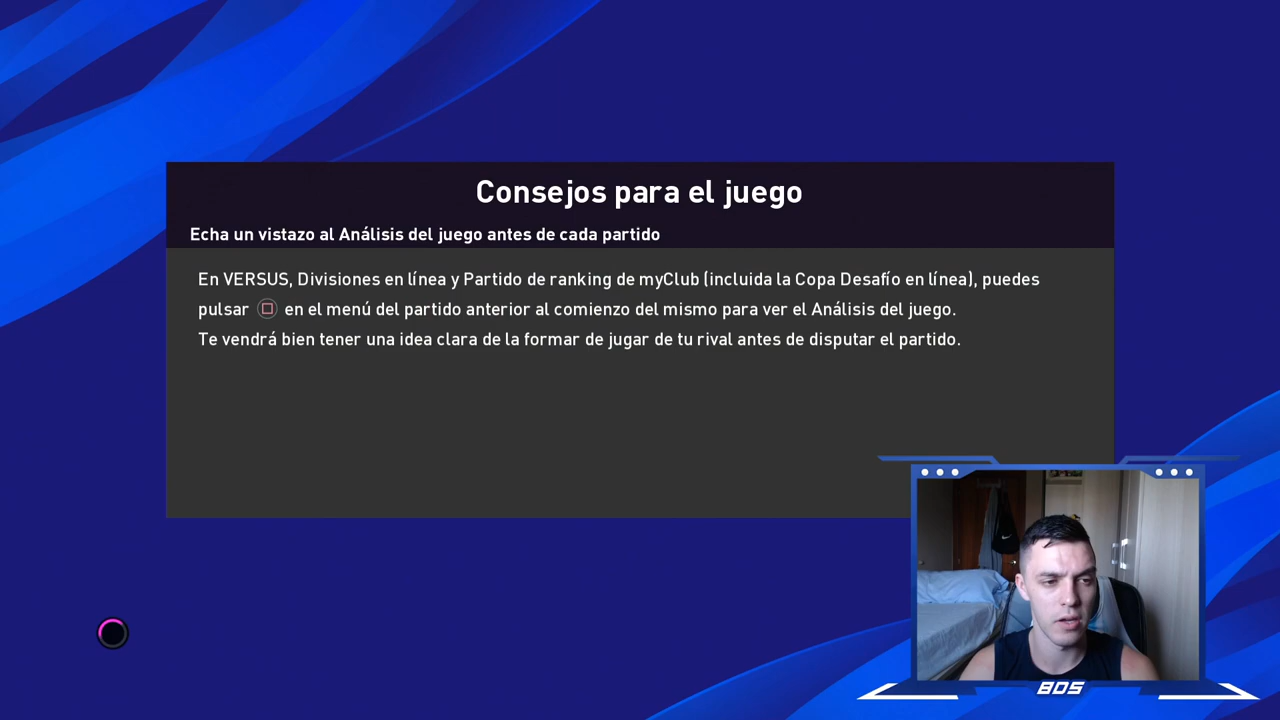 Consejos para el juego
Echa un vistazo al Análisis del juego antes de cada partido
En VERSUS, Divisiones en línea y Partido de ranking de myClub (incluida la Copa Desafío en línea), puedes
pulsar en el menú del partido anterior al comienzo del mismo para ver el Análisis del juego.
Te vendrá bien tener una idea clara de la formar de jugar de tu rival antes de disputar el partido.
BDS